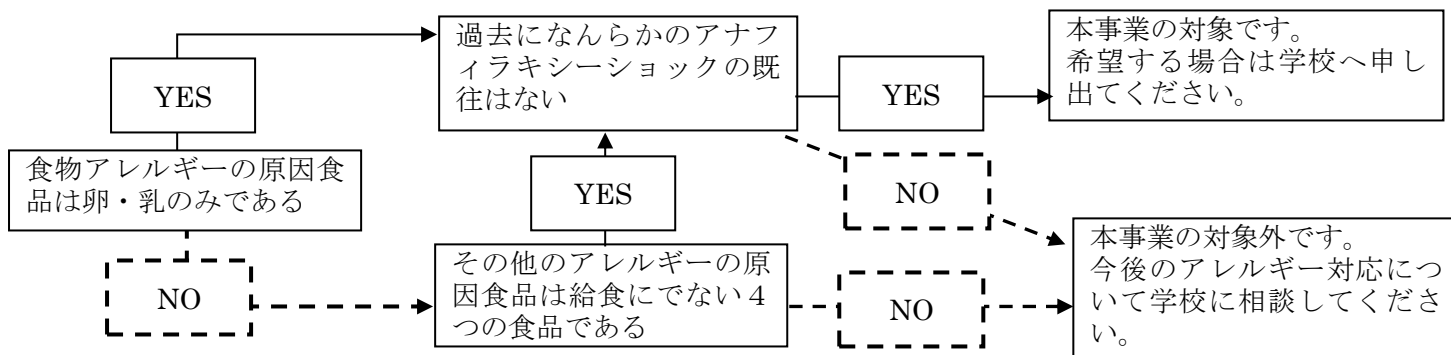 過去になんらかのアナフ
ィラキシーショックの既
往はない
本事業の対象です。
希望する場合は学校へ申し
出てください。
YES
YES
食物アレルギーの原因食
品は卵・乳のみである
YES
NO
NO
その他のアレルギーの原
因食品は給食にでない４
つの食品である
NO
本事業の対象外です。
今後のアレルギー対応につ
いて学校に相談してくださ
い。